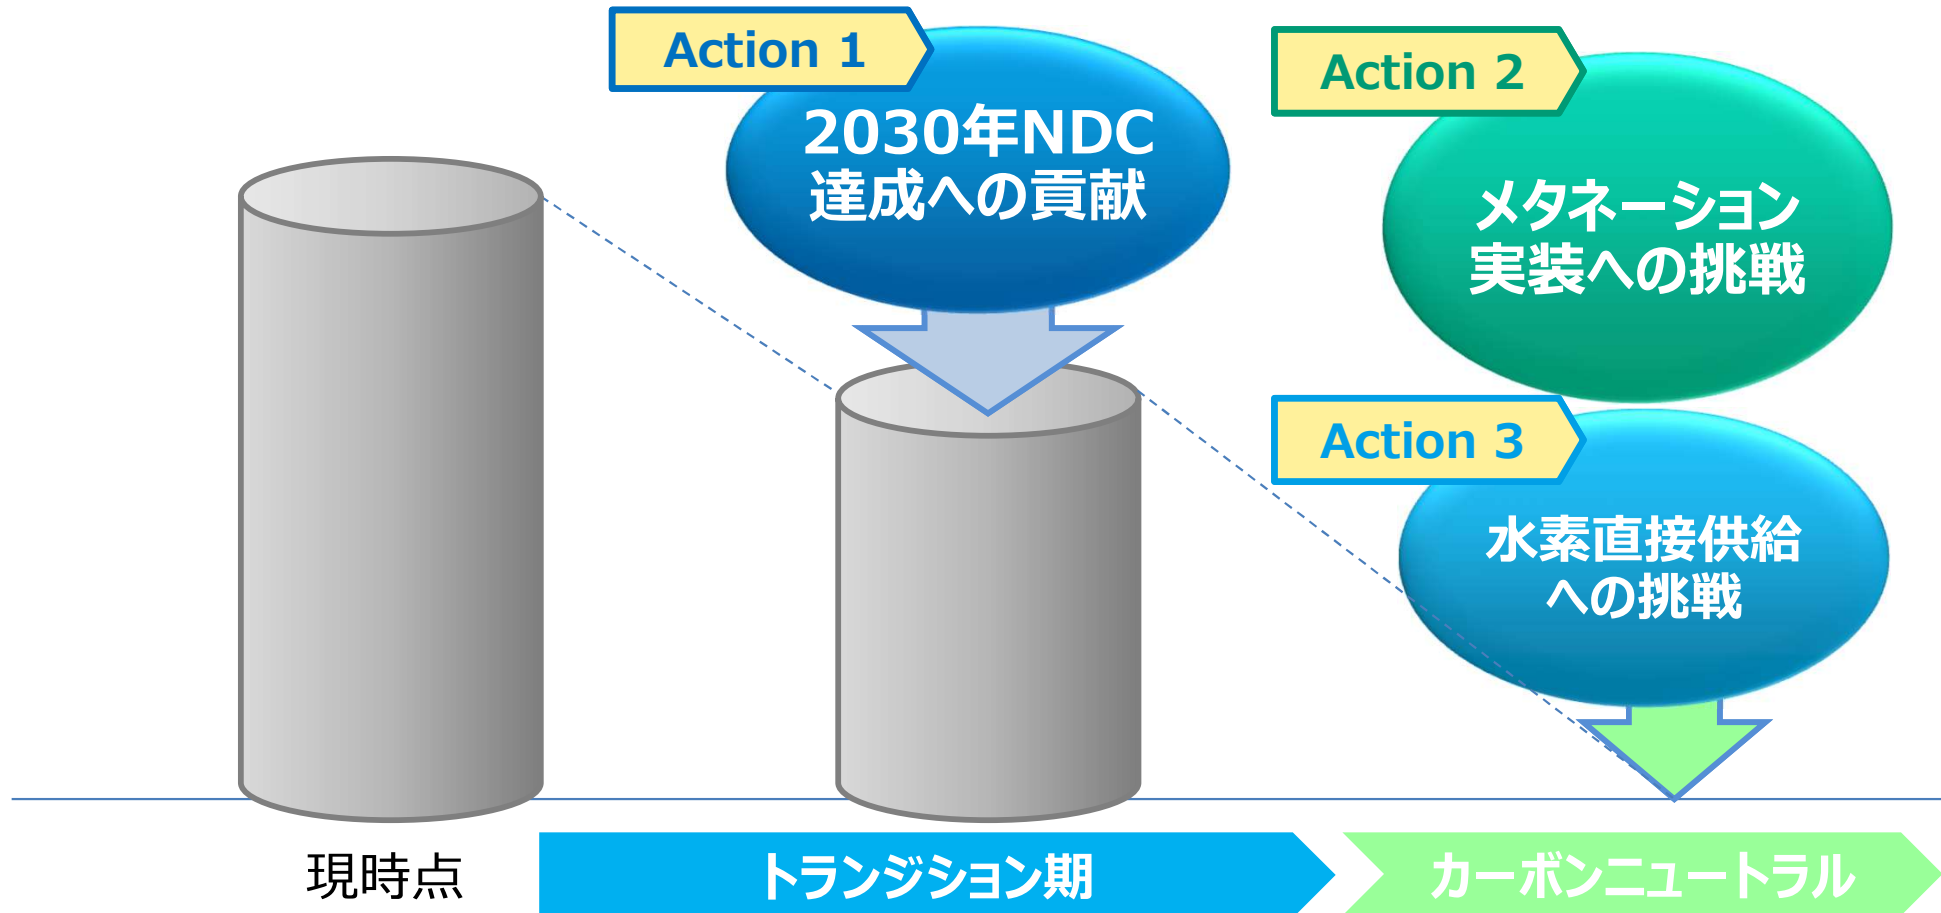 Action 1
2030年NDC
達成への貢献
Action 2
メタネーション
実装への挑戦
Action 3
水素直接供給
への挑戦
現時点
トランジション期
カーボンニュートラル